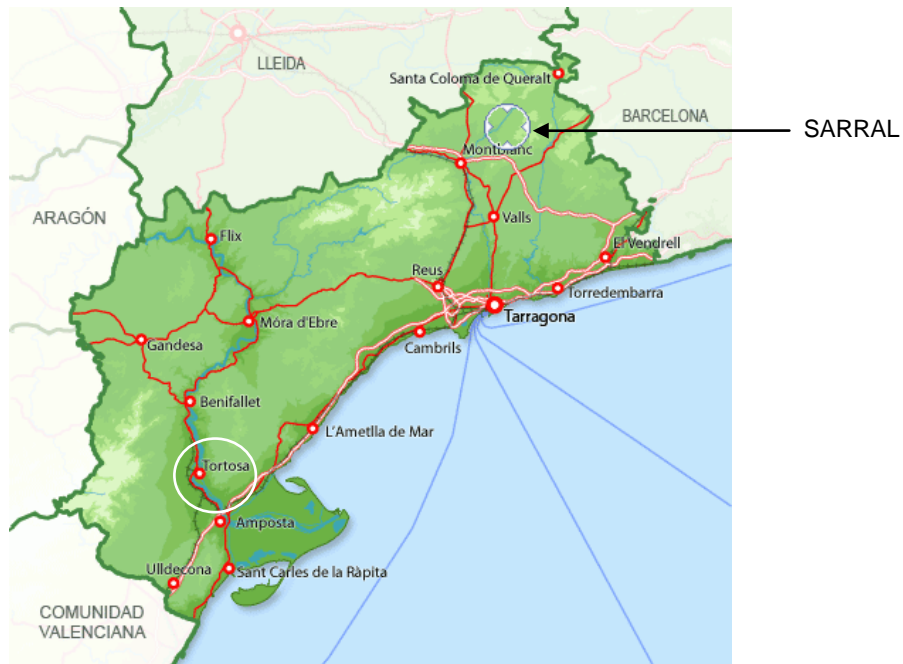 LLEIDA
Santa Coloma de Queralt
BARCELONA
SARRAL
Montblanc
ARAGÓN
Valls
Flix
El Vendrell
Reus
Torredembarra
Móra d'Ebre
Tarragona
Gandesa
Cambrils
Benifallet
L'Ametlla de Mar
Tortosa
Amposta
Ulldecona
Sant Carles de la Ràpita
COMUNIDAD
VALENCIANA